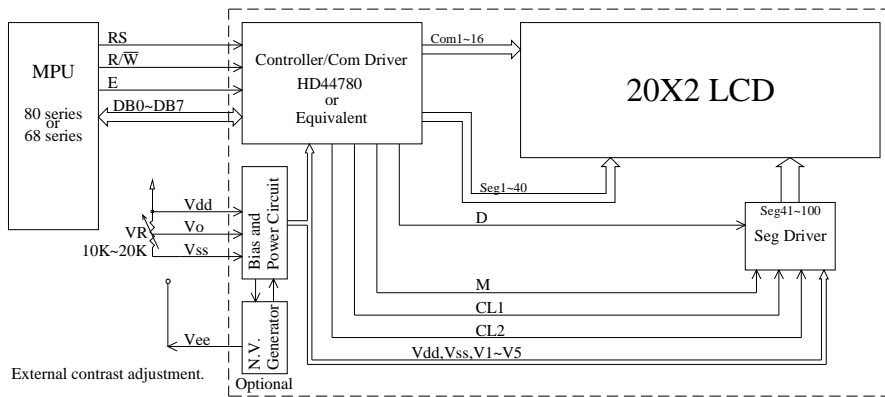 RS
R/W̅
E
DB0~DB7
MPU
80 series
or
68 series
Controller/Com Driver
HD44780
or
Equivalent
Com1~16
20X2 LCD
Seg1~40
Seg41~100
Seg Driver
D
Vdd
Vo
Vss
VR
10K~20K
Bias and
Power Circuit
M
CL1
CL2
Vdd,Vss,V1~V5
N.V.
Generator
Vee
Optional
External contrast adjustment.